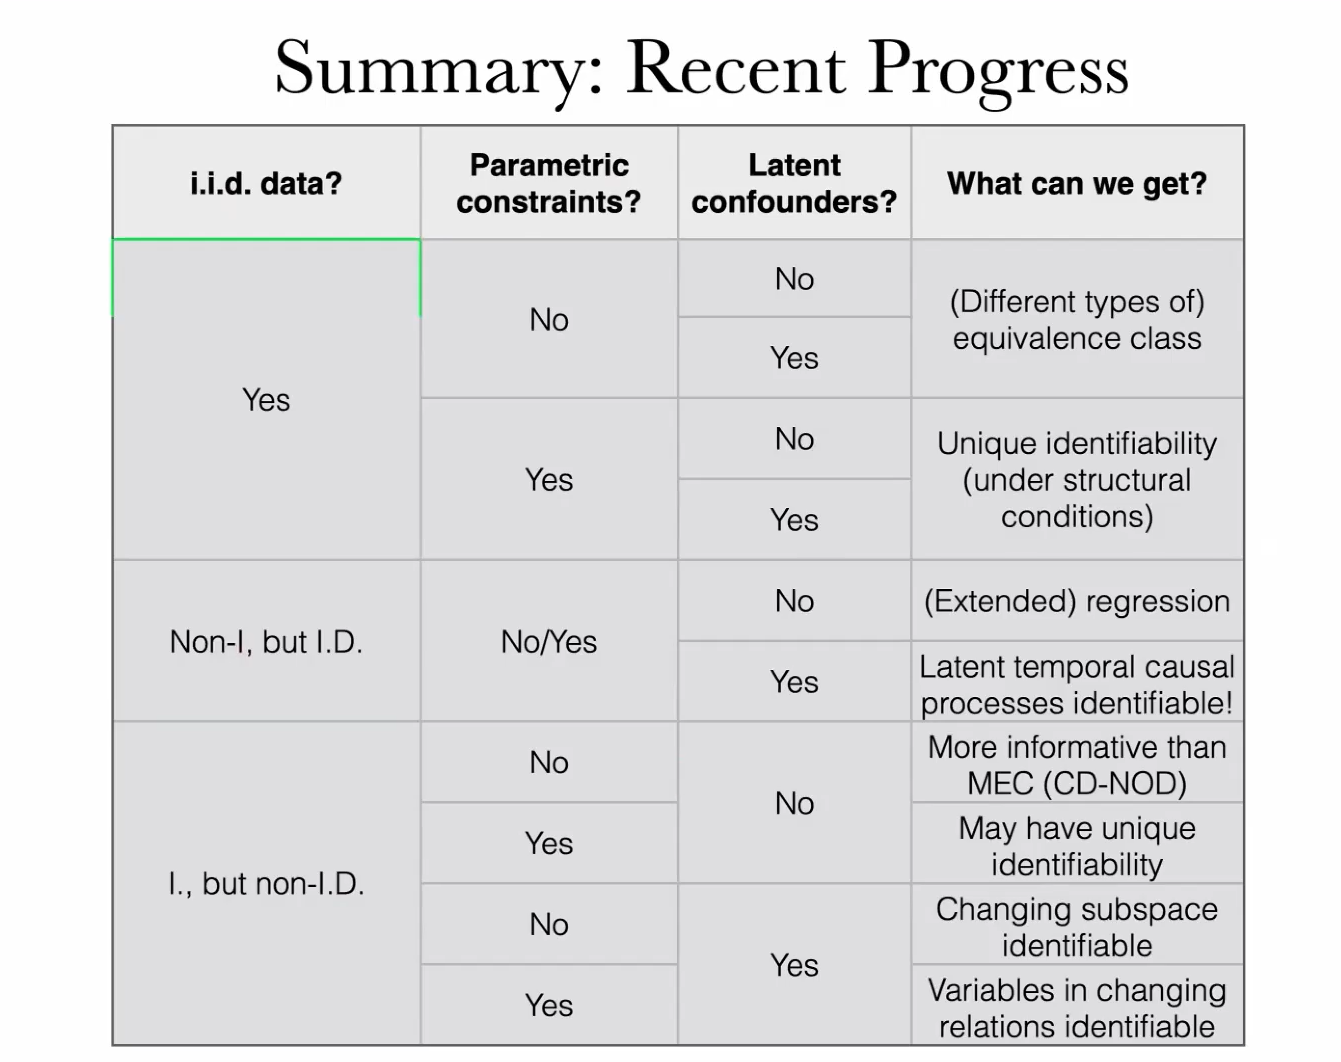 Summary: Recent Progress
i.i.d. data?
Parametric
constraints?
Latent
confounders?
What can we get?
Yes
No
No
(Different types of)
equivalence class
Yes
Yes
No
Unique identifiability
(under structural
conditions)
Yes
Non-I, but I.D.
No/Yes
No
(Extended) regression
Yes
Latent temporal causal
processes identifiable!
I., but non-I.D.
No
No
More informative than
MEC (CD-NOD)
Yes
May have unique
identifiability
No
Yes
Changing subspace
identifiable
Yes
Variables in changing
relations identifiable